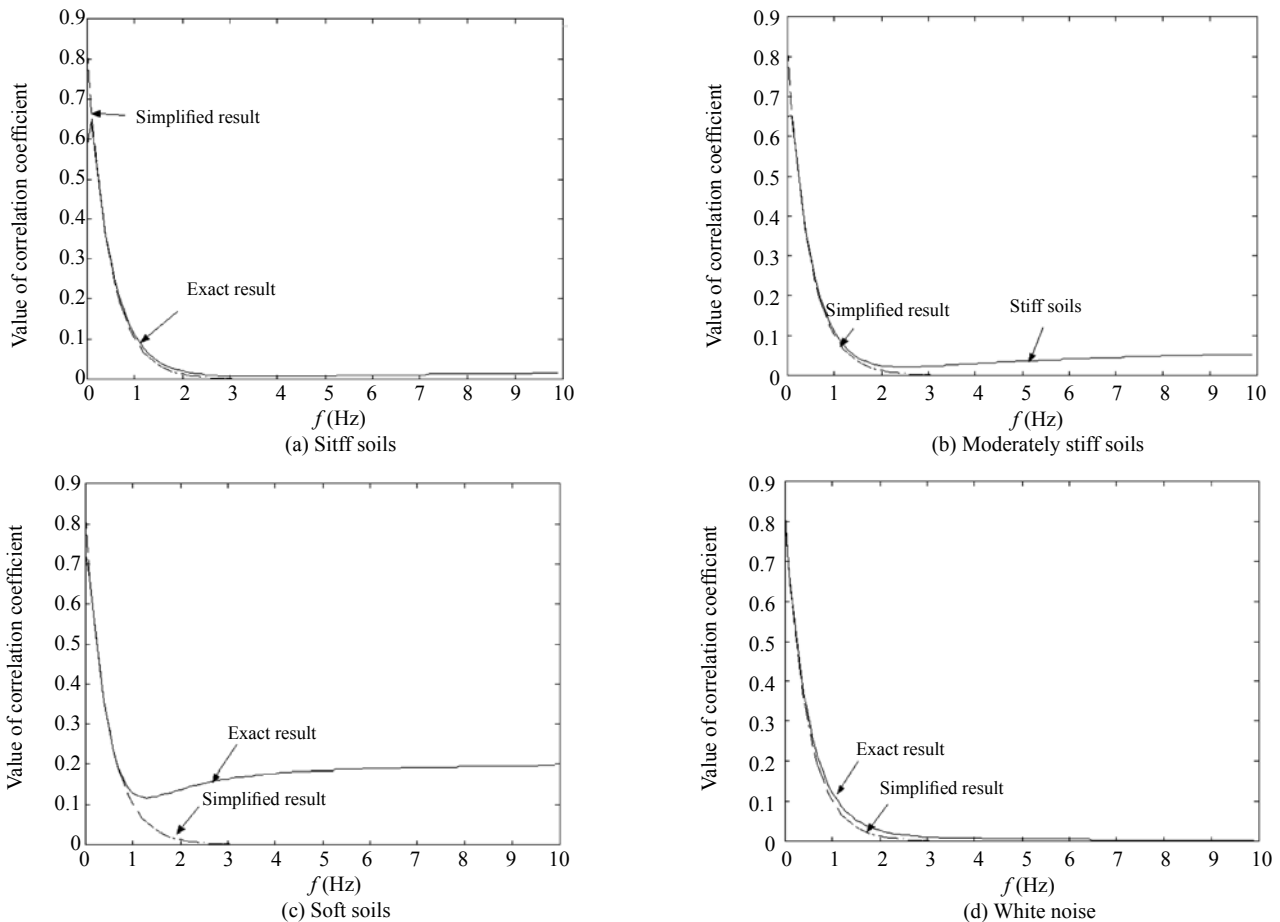 Value of correlation coefficient
0.9
0.8
0.7
0.6
0.5
0.4
0.3
0.2
0.1
0
Simplified result
Exact result
0 1 2 3 4 5 6 7 8 9 10
f (Hz)
(a) Sitff soils
Value of correlation coefficient
0.9
0.8
0.7
0.6
0.5
0.4
0.3
0.2
0.1
0
Simplified result
Stiff soils
0 1 2 3 4 5 6 7 8 9 10
f (Hz)
(b) Moderately stiff soils
Value of correlation coefficient
0.9
0.8
0.7
0.6
0.5
0.4
0.3
0.2
0.1
0
Exact result
Simplified result
0 1 2 3 4 5 6 7 8 9 10
f (Hz)
(c) Soft soils
Value of correlation coefficient
0.9
0.8
0.7
0.6
0.5
0.4
0.3
0.2
0.1
0
Exact result
Simplified result
0 1 2 3 4 5 6 7 8 9 10
f (Hz)
(d) White noise